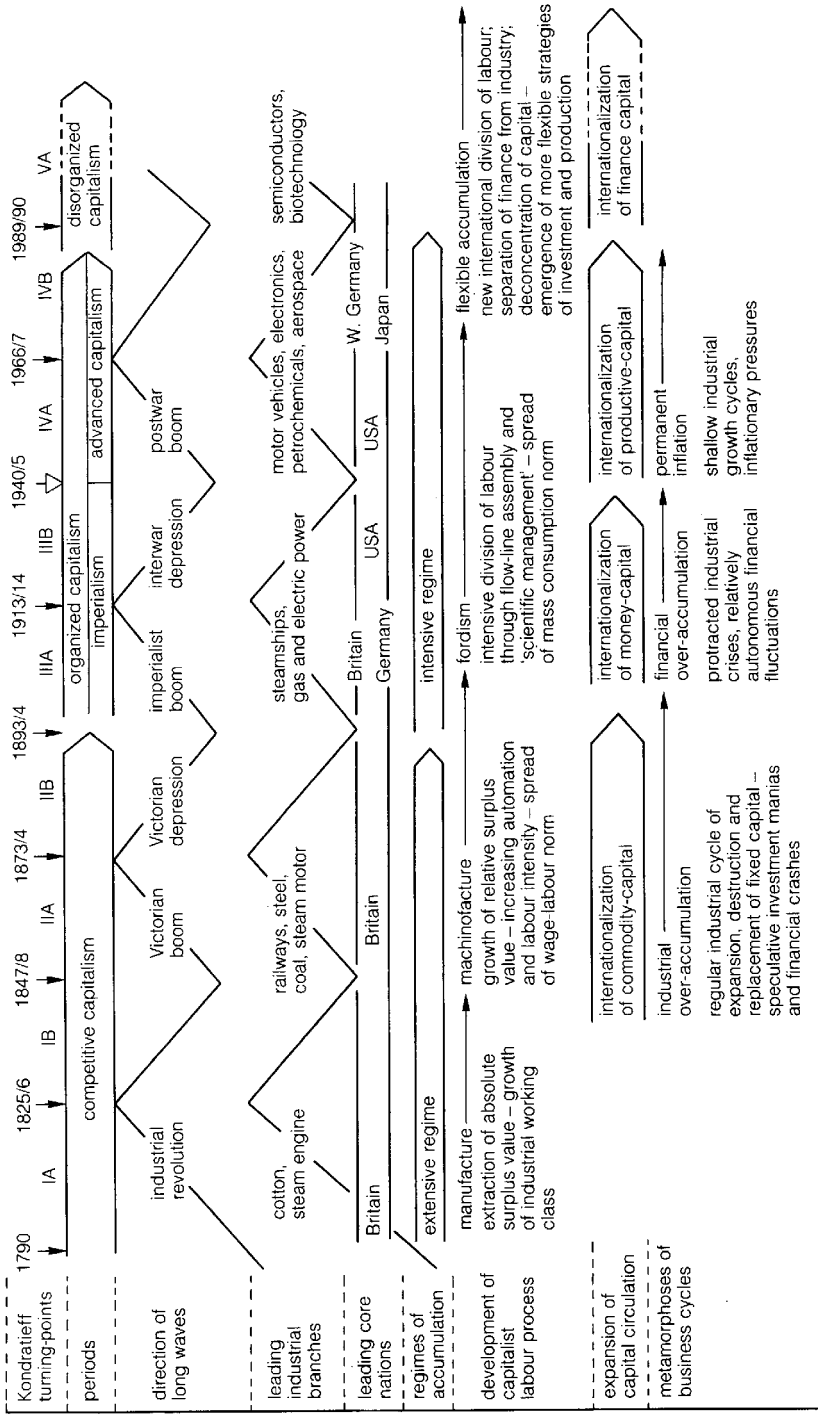 Kondratieff
turning-points
1790
IA
1825/6
IB
1847/8
IIA
1873/4
IIB
1893/4
IIIA
1913/14
IIIB
1940/5
IVA
1966/7
IVB
1989/90
VA
periods
competitive capitalism
organized capitalism
imperialism
advanced capitalism
disorganized
capitalism
direction of
long waves
industrial
revolution
Victorian
boom
Victorian
depression
imperialist
boom
interwar
depression
postwar
boom
leading
industrial
branches
cotton,
steam engine
railways, steel,
coal, steam motor
steamships,
gas and electric power
motor vehicles, electronics,
petrochemicals, aerospace
semiconductors,
biotechnology
leading core
nations
Britain
Britain
Britain
Germany
USA
USA
W. Germany
Japan
regimes of
accumulation
extensive regime
intensive regime
development of
capitalist
labour process
manufacture
extraction of absolute
surplus value – growth
of industrial working
class
machinofacture
growth of relative surplus
value – increasing automation
and labour intensity – spread
of wage-labour norm
fordism
intensive division of labour
through flow-line assembly and
'scientific management' – spread
of mass consumption norm
flexible accumulation
new international division of labour;
separation of finance from industry;
deconcentration of capital –
emergence of more flexible strategies
of investment and production
expansion of
capital circulation
internationalization
of commodity-capital
internationalization
of money-capital
internationalization
of productive-capital
internationalization
of finance capital
metamorphoses of
business cycles
industrial
over-accumulation
regular industrial cycle of
expansion, destruction and
replacement of fixed capital –
speculative investment manias
and financial crashes
financial
over-accumulation
protracted industrial
crises, relatively
autonomous financial
fluctuations
permanent
inflation
shallow industrial
growth cycles,
inflationary pressures